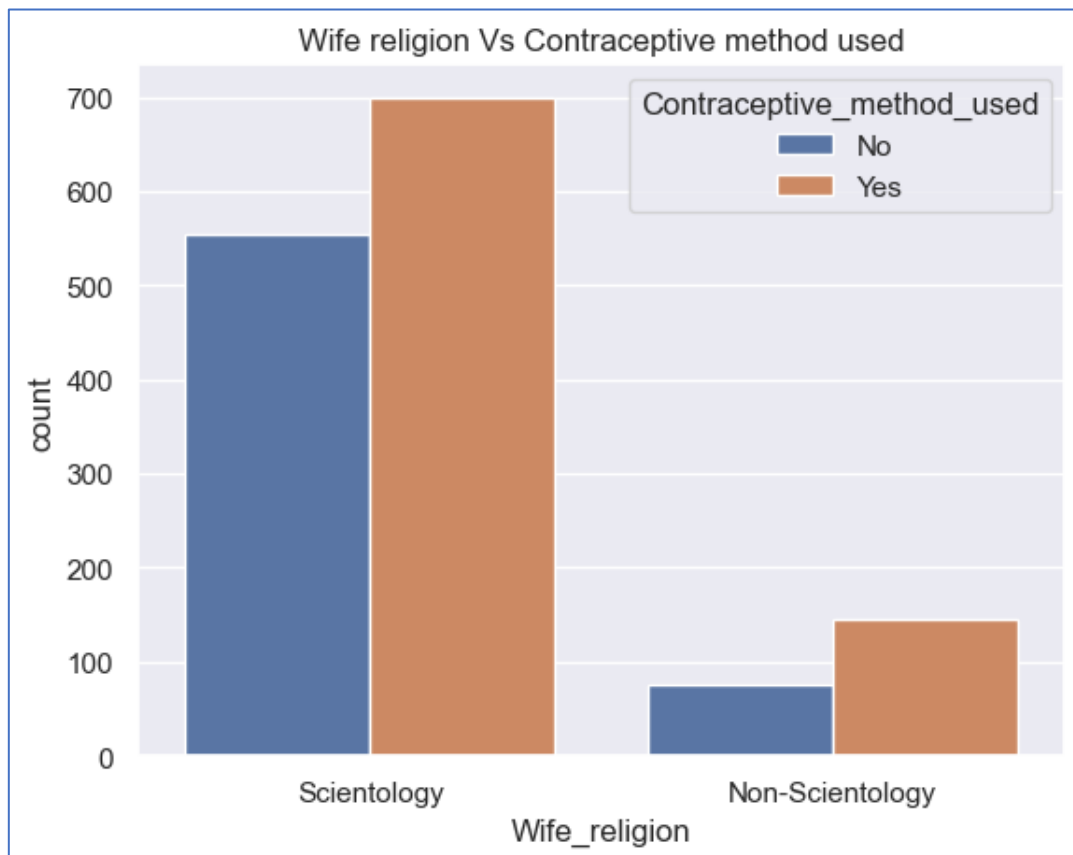 Wife religion Vs Contraceptive method used
Contraceptive_method_used
No
Yes
700
600
500
400
300
200
100
0
count
Scientology
Non-Scientology
Wife_religion